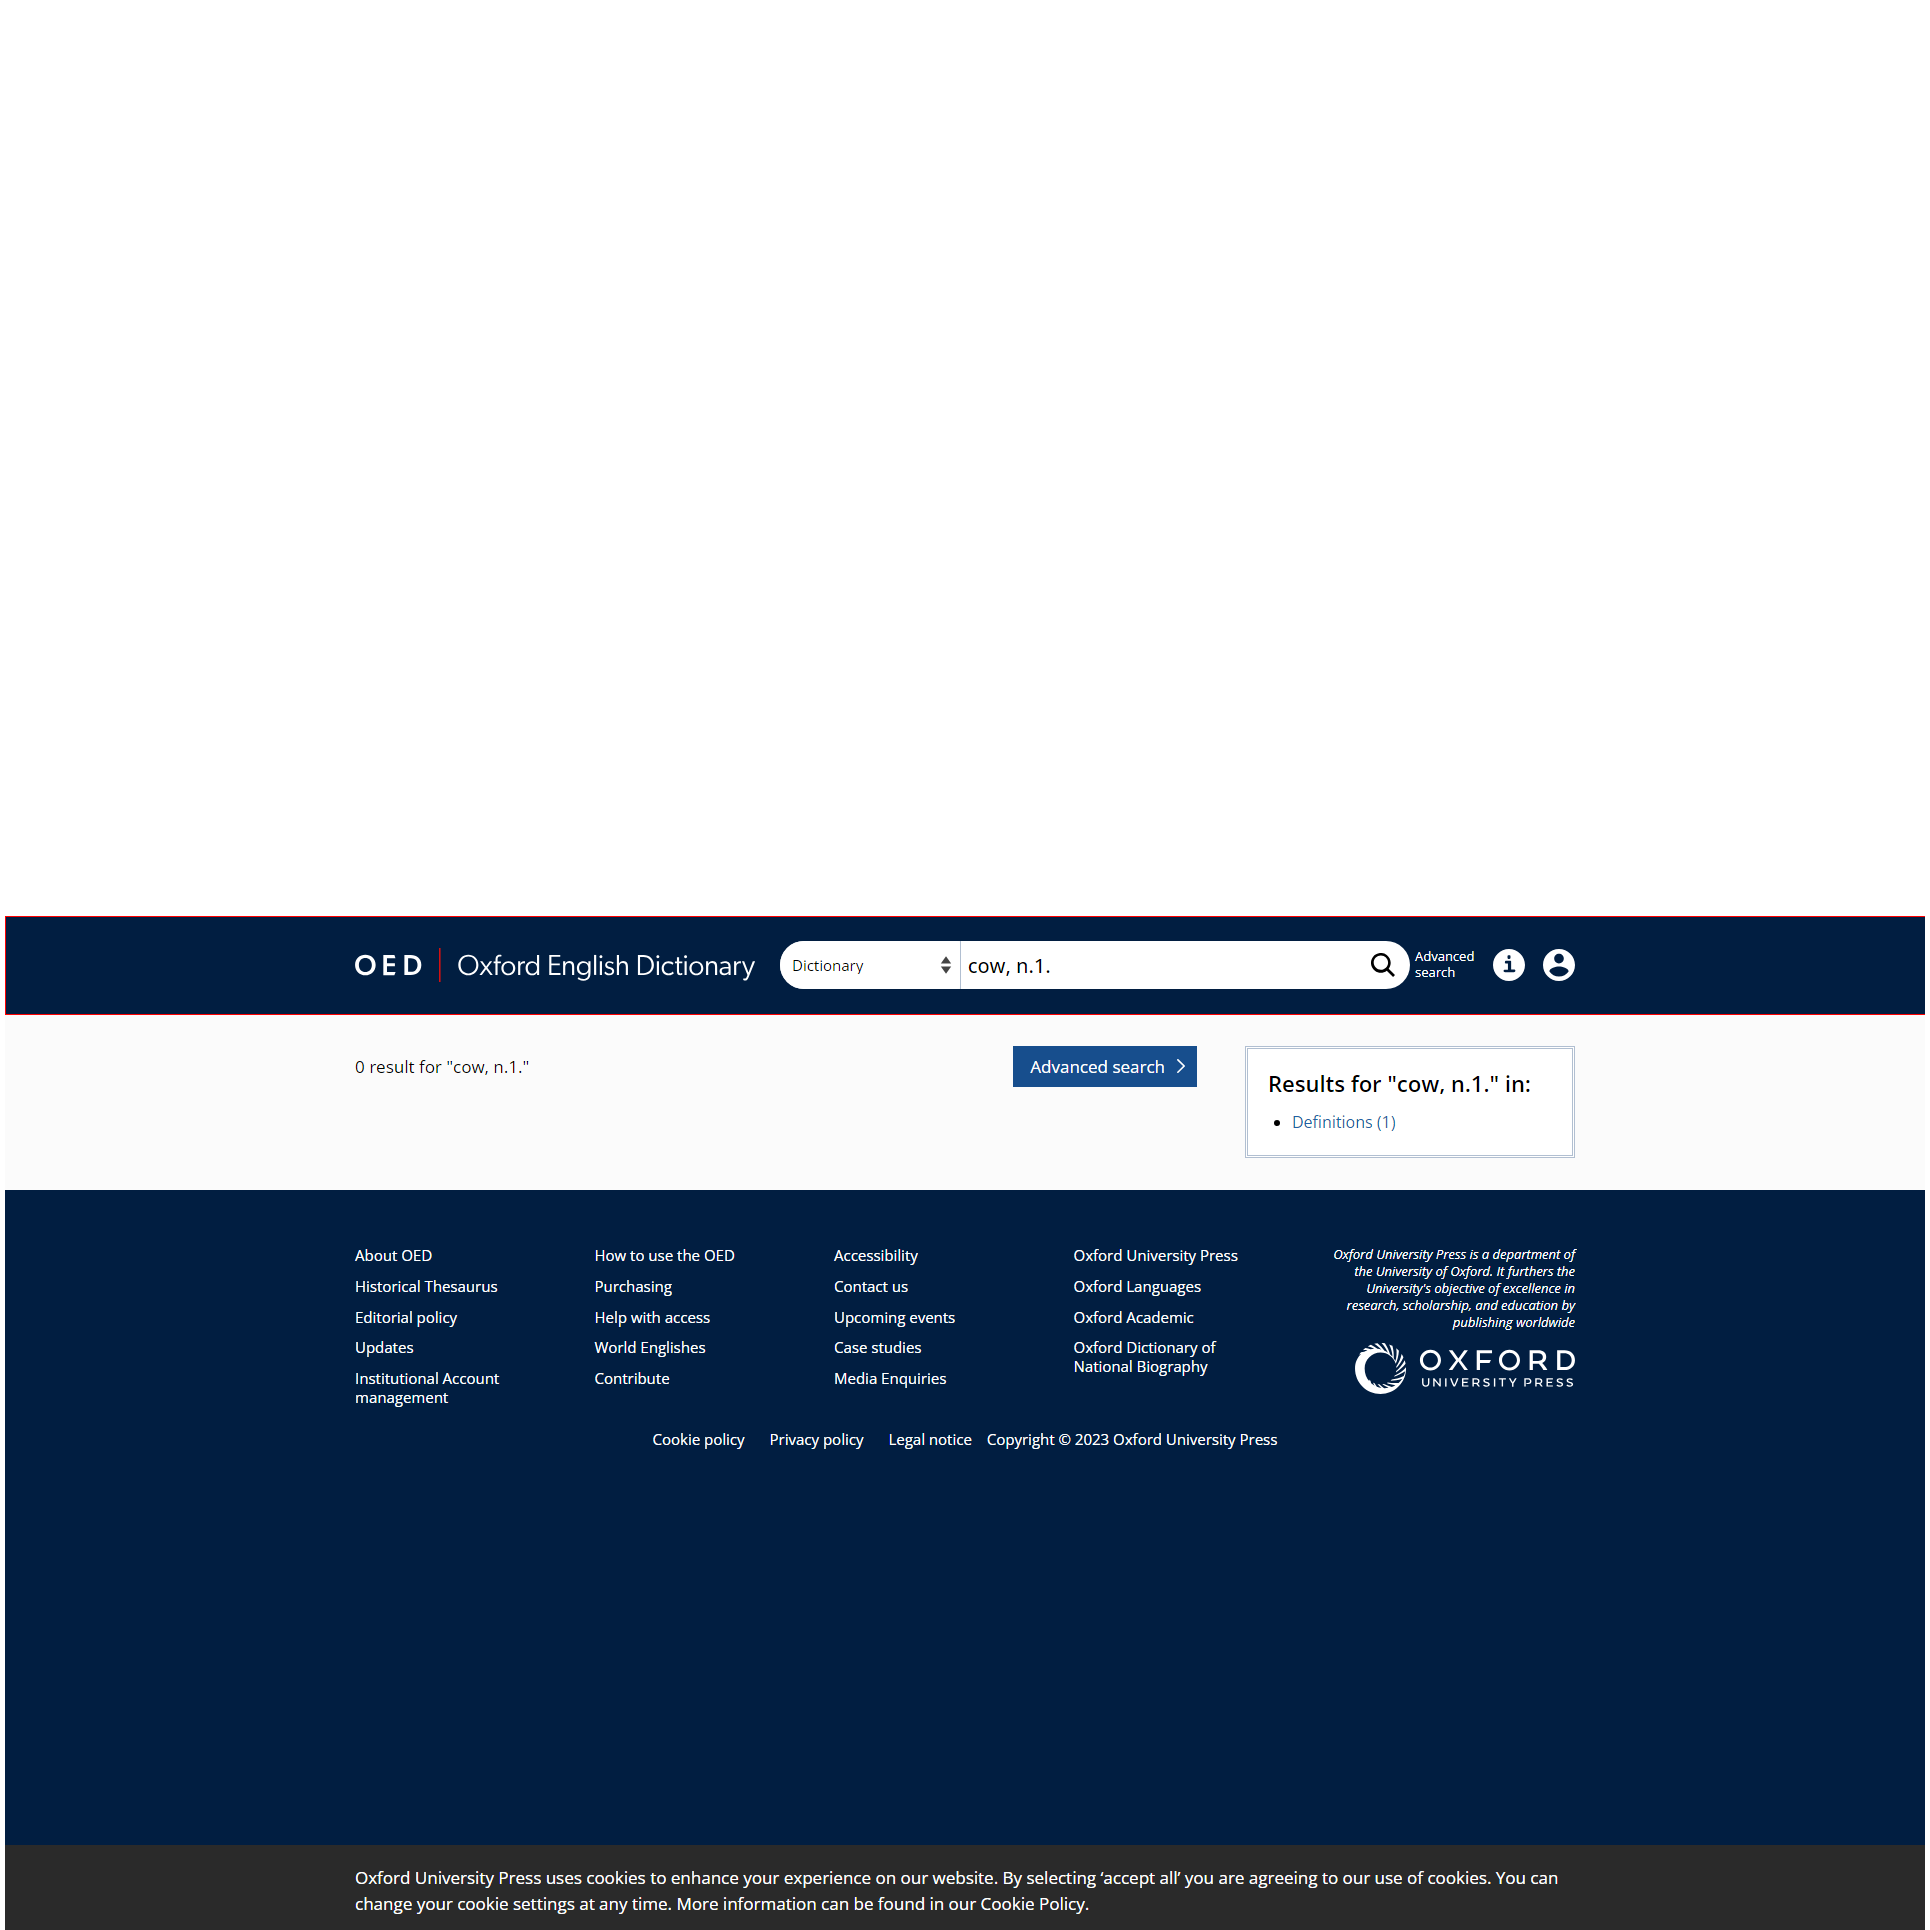 OED | Oxford English Dictionary
Dictionary
cow, n.1.
Advanced
search
0 result for "cow, n.1."
Advanced search
Results for "cow, n.1." in:
Definitions (1)
About OED
Historical Thesaurus
Editorial policy
Updates
Institutional Account
management
How to use the OED
Purchasing
Help with access
World Englishes
Contribute
Accessibility
Contact us
Upcoming events
Case studies
Media Enquiries
Oxford University Press
Oxford Languages
Oxford Academic
Oxford Dictionary of
National Biography
Oxford University Press is a department of
the University of Oxford. It furthers the
University's objective of excellence in
research, scholarship, and education by
publishing worldwide
OXFORD
UNIVERSITY PRESS
Cookie policy Privacy policy Legal notice Copyright © 2023 Oxford University Press
Oxford University Press uses cookies to enhance your experience on our website. By selecting ‘accept all’ you are agreeing to our use of cookies. You can
change your cookie settings at any time. More information can be found in our Cookie Policy.